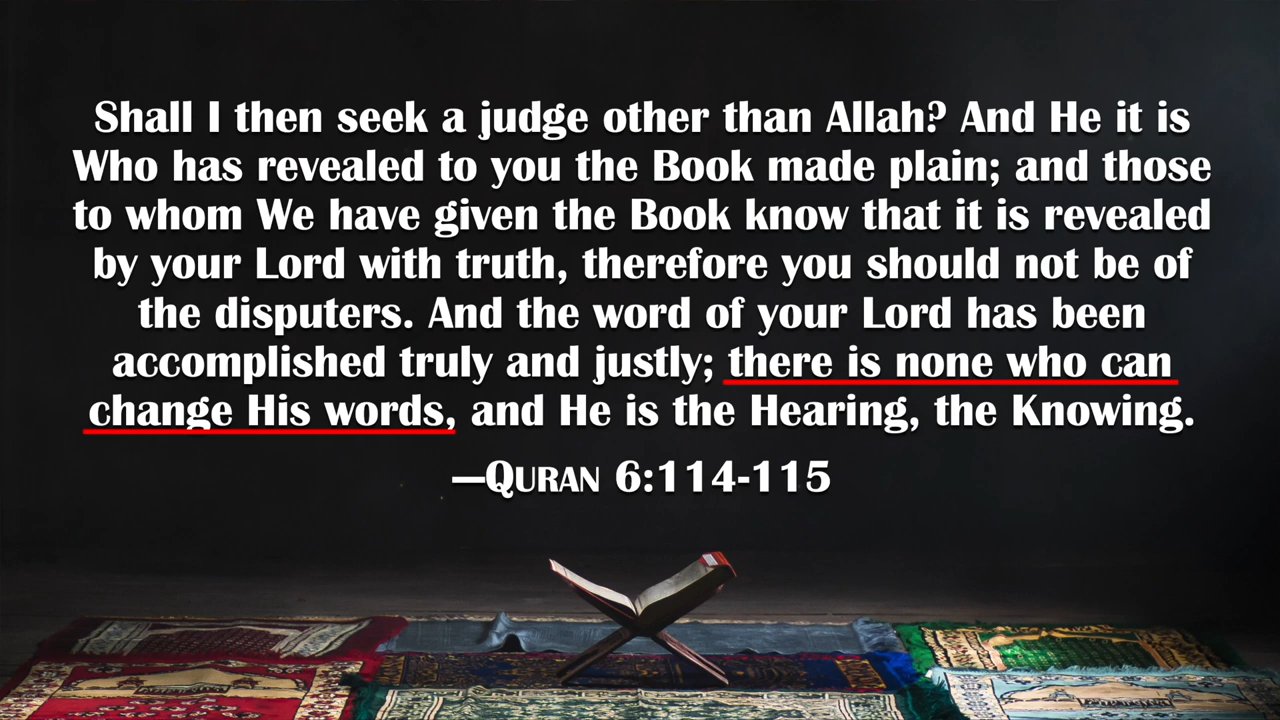 Shall I then seek a judge other than Allah? And He it is
Who has revealed to you the Book made plain; and those
to whom We have given the Book know that it is revealed
by your Lord with truth, therefore you should not be of
the disputers. And the word of your Lord has been
accomplished truly and justly; there is none who can
change His words, and He is the Hearing, the Knowing.
—QURAN 6:114-115